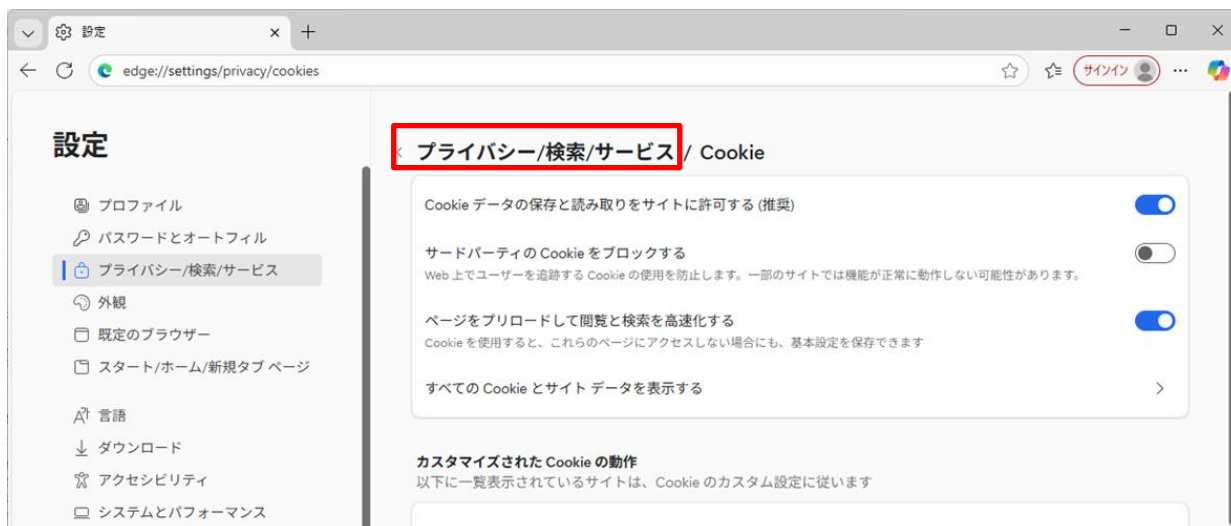 設定
edge://settings/privacy/cookies
サインイン
設定
プロファイル
パスワードとオートフィル
プライバシー/検索/サービス
外観
既定のブラウザー
スタート/ホーム/新規タブ ページ
言語
ダウンロード
アクセシビリティ
システムとパフォーマンス
プライバシー/検索/サービス / Cookie
Cookie データの保存と読み取りをサイトに許可する (推奨)
サードパーティの Cookie をブロックする
Web 上でユーザーを追跡する Cookie の使用を防止します。一部のサイトでは機能が正常に動作しない可能性があります。
ページをプリロードして閲覧と検索を高速化する
Cookie を使用すると、これらのページにアクセスしない場合にも、基本設定を保存できます
すべての Cookie とサイト データを表示する
カスタマイズされた Cookie の動作
以下に一覧表示されているサイトは、Cookie のカスタム設定に従います